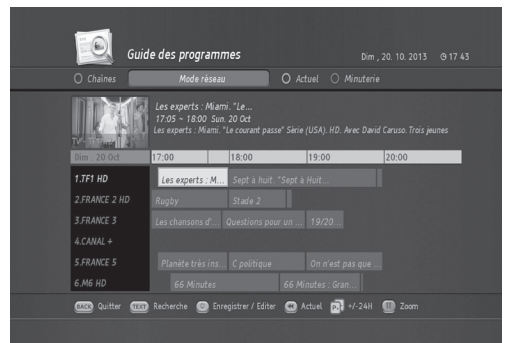 Guide des programmes
Dim , 20. 10. 2013 17 43
Chaînes Mode réseau Actuel Minuterie
Les experts : Miami. "Le...
17:05 ~ 18:00 Sun. 20 Oct
Les experts : Miami. "Le courant passe" Série (USA). HD. Avec David Caruso. Trois jeunes
TV - TF1 HD
Dim . 20 Oct 17:00 18:00 19:00 20:00
1.TF1 HD Les experts : M... Sept à huit. "Sept à Huit...
2.FRANCE 2 HD Rugby Stade 2
3.FRANCE 3 Les chansons d'... Questions pour un ... 19/20...
4.CANAL +
5.FRANCE 5 Planète très ins... C politique On n'est pas que ...
6.M6 HD 66 Minutes 66 Minutes : Gran...
BACK Quitter TEXT Recherche Enregistrer / Editer Actuel P. +/-24H Zoom